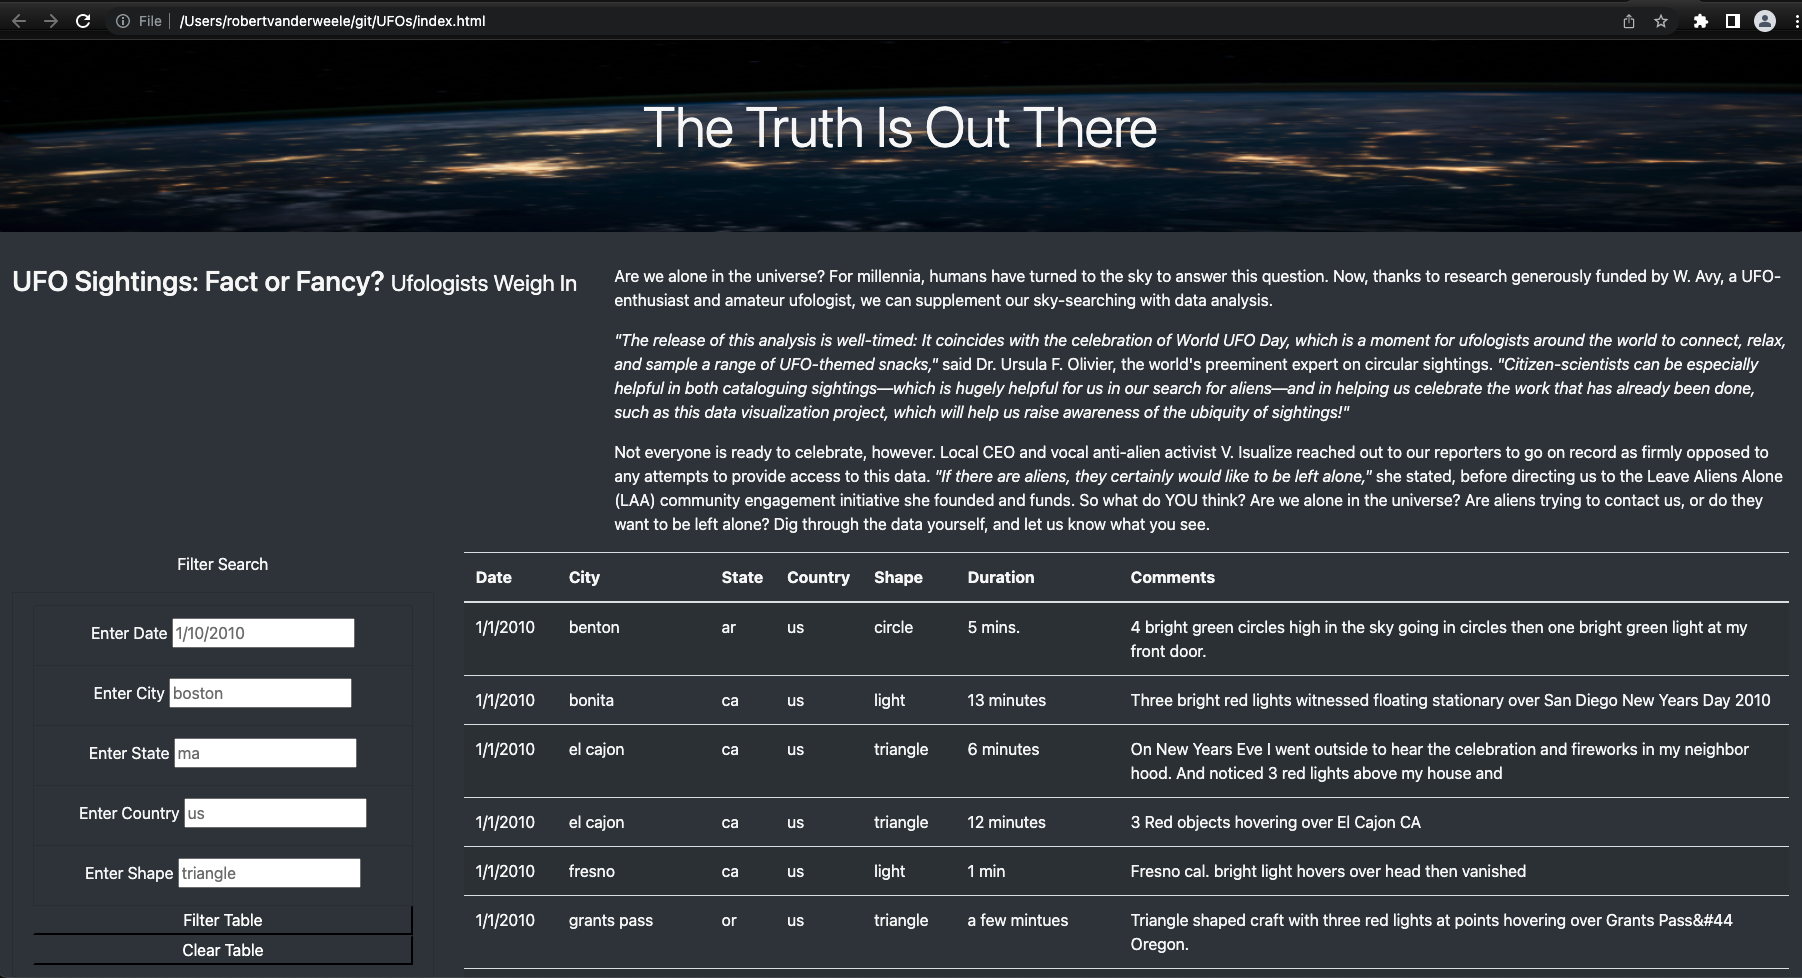 File | /Users/robertvanderweele/git/UFOs/index.html
The Truth Is Out There
UFO Sightings: Fact or Fancy? Ufologists Weigh In
Are we alone in the universe? For millennia, humans have turned to the sky to answer this question. Now, thanks to research generously funded by W. Avy, a UFO-
enthusiast and amateur ufologist, we can supplement our sky-searching with data analysis.
"The release of this analysis is well-timed: It coincides with the celebration of World UFO Day, which is a moment for ufologists around the world to connect, relax,
and sample a range of UFO-themed snacks," said Dr. Ursula F. Olivier, the world's preeminent expert on circular sightings. "Citizen-scientists can be especially
helpful in both cataloguing sightings—which is hugely helpful for us in our search for aliens—and in helping us celebrate the work that has already been done,
such as this data visualization project, which will help us raise awareness of the ubiquity of sightings!"
Not everyone is ready to celebrate, however. Local CEO and vocal anti-alien activist V. Isualize reached out to our reporters to go on record as firmly opposed to
any attempts to provide access to this data. "If there are aliens, they certainly would like to be left alone," she stated, before directing us to the Leave Aliens Alone
(LAA) community engagement initiative she founded and funds. So what do YOU think? Are we alone in the universe? Are aliens trying to contact us, or do they
want to be left alone? Dig through the data yourself, and let us know what you see.
Filter Search
Enter Date 1/10/2010
Enter City boston
Enter State ma
Enter Country us
Enter Shape triangle
Filter Table
Clear Table
Date City State Country Shape Duration Comments
1/1/2010 benton ar us circle 5 mins. 4 bright green circles high in the sky going in circles then one bright green light at my
front door.
1/1/2010 bonita ca us light 13 minutes Three bright red lights witnessed floating stationary over San Diego New Years Day 2010
1/1/2010 el cajon ca us triangle 6 minutes On New Years Eve I went outside to hear the celebration and fireworks in my neighbor
hood. And noticed 3 red lights above my house and
1/1/2010 el cajon ca us triangle 12 minutes 3 Red objects hovering over El Cajon CA
1/1/2010 fresno ca us light 1 min Fresno cal. bright light hovers over head then vanished
1/1/2010 grants pass or us triangle a few mintues Triangle shaped craft with three red lights at points hovering over Grants Pass&#44
Oregon.